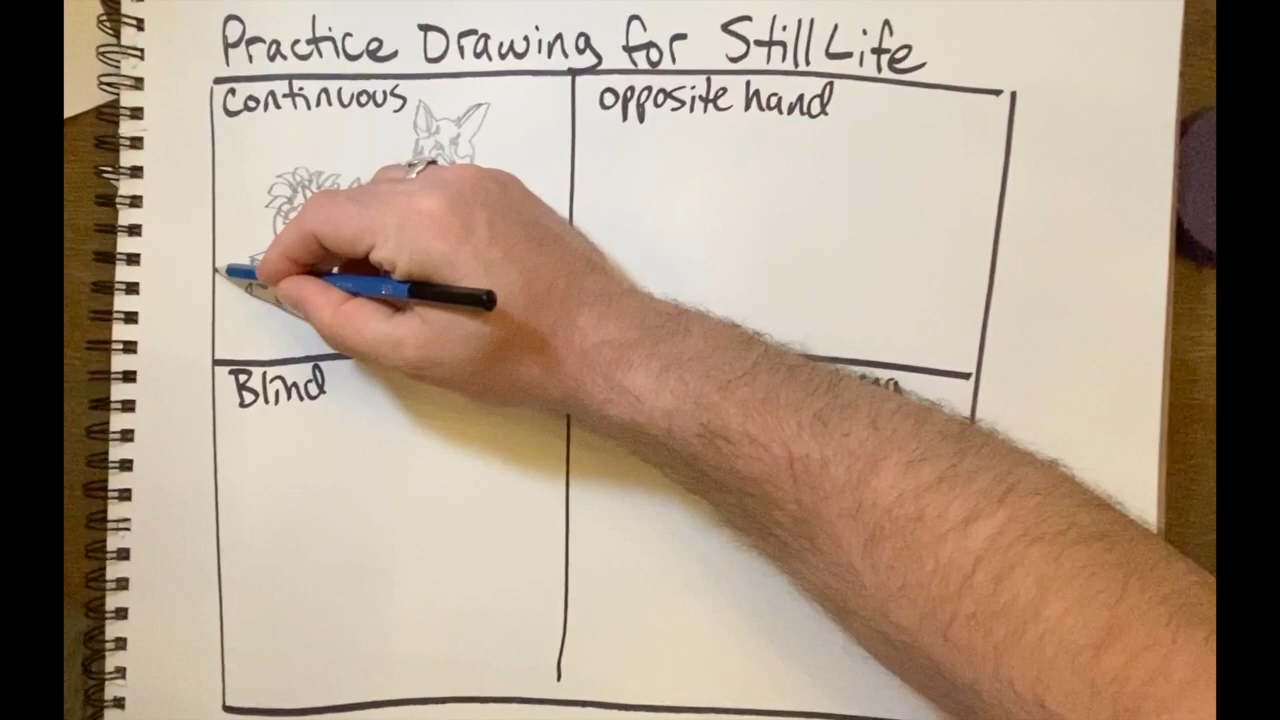 Practice Drawing for Still Life
Continuous
opposite hand
Blind